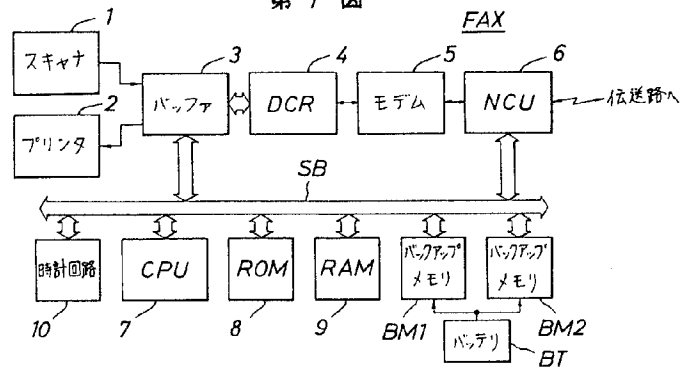 第 1 図
FAX
1
スキャナ
2
プリンタ
3
バッファ
4
DCR
5
モデム
6
NCU
伝送路へ
SB
時計回路
10
CPU
7
ROM
8
RAM
9
バックアップ
メモリ
BM1
バックアップ
メモリ
BM2
バッテリ
BT